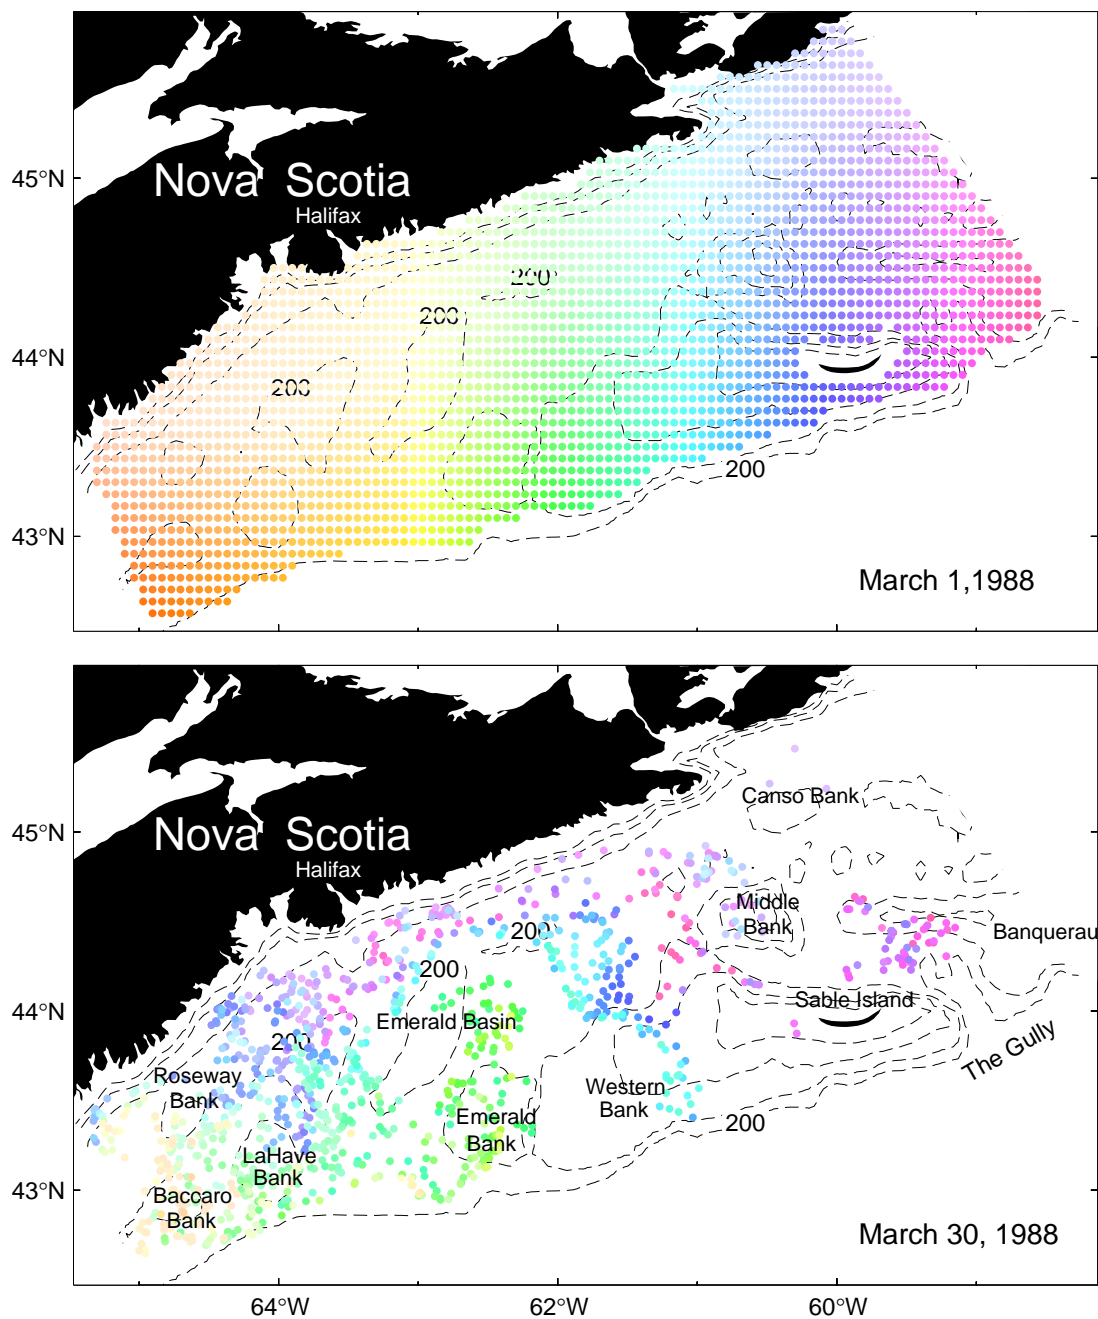 Nova Scotia
Halifax
45°N
200
200
44°N
200
200
43°N
March 1,1988
Canso Bank
45°N
Nova Scotia
Halifax
Middle
Bank
200
Banquerau
200
44°N
Sable Island
Emerald Basin
200
The Gully
Roseway
Bank
Western
Bank
Emerald
Bank
200
LaHave
Bank
43°N
Baccaro
Bank
March 30, 1988
64°W
62°W
60°W